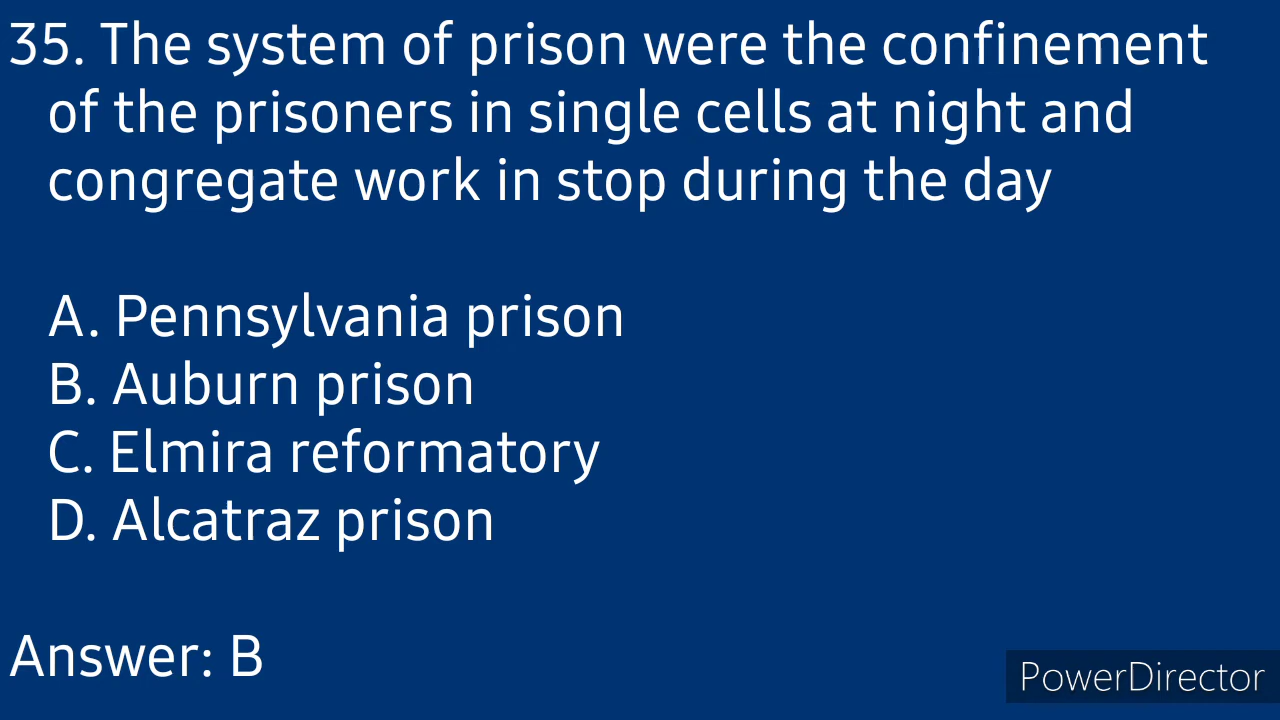 35. The system of prison were the confinement
of the prisoners in single cells at night and
congregate work in stop during the day
A. Pennsylvania prison
B. Auburn prison
C. Elmira reformatory
D. Alcatraz prison
Answer: B
PowerDirector